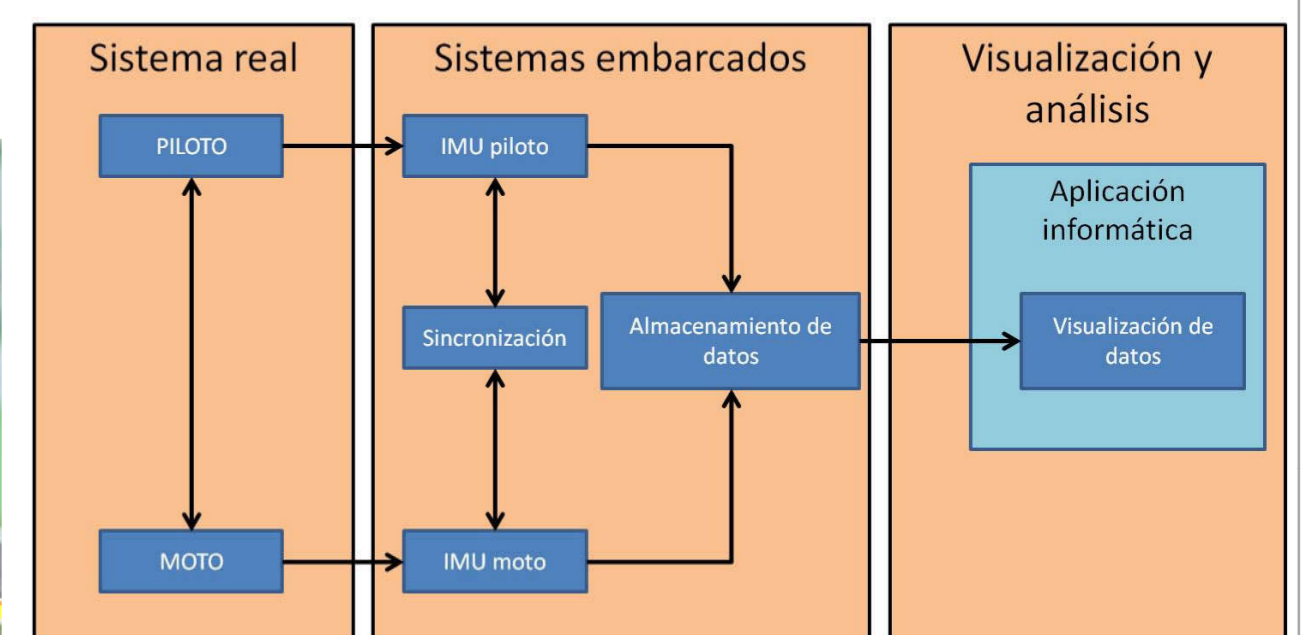 Sistema real
PILOTO
MOTO
Sistemas embarcados
IMU piloto
Sincronización
Almacenamiento de
datos
IMU moto
Visualización y
análisis
Aplicación
informática
Visualización de
datos